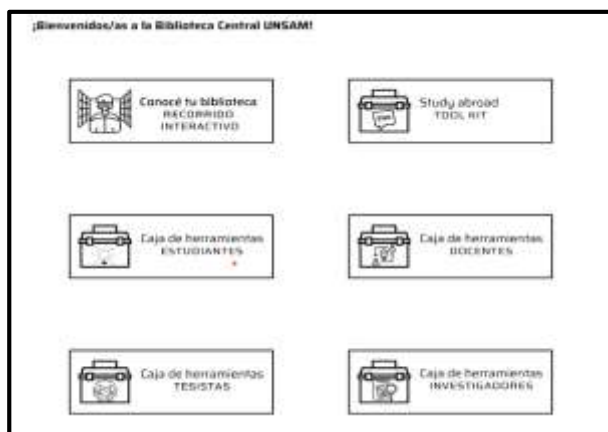 ¡Bienvenidos/as a la Biblioteca Central UNSAM!
Conocé tu biblioteca
RECORRIDO
INTERACTIVO
Study abroad
TOOL KIT
Caja de herramientas
ESTUDIANTES
Caja de herramientas
DOCENTES
Caja de herramientas
TESISTAS
Caja de herramientas
INVESTIGADORES